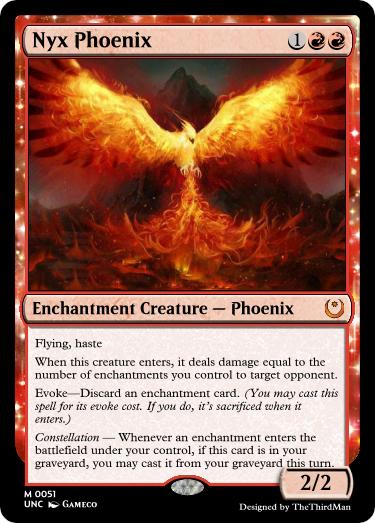 Nyx Phoenix 1
Enchantment Creature — Phoenix
Flying, haste
When this creature enters, it deals damage equal to the
number of enchantments you control to target opponent.
Evoke—Discard an enchantment card. (You may cast this
spell for its evoke cost. If you do, it's sacrificed when it
enters.)
Constellation — Whenever an enchantment enters the
battlefield under your control, if this card is in your
graveyard, you may cast it from your graveyard this turn.
2/2
M 0051
UNC Gameco
Designed by TheThirdMan